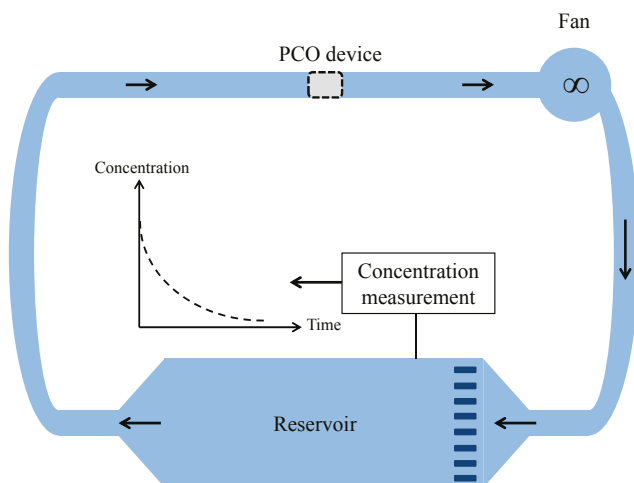 Fan
PCO device
∞
Concentration
Concentration
measurement
Time
Reservoir